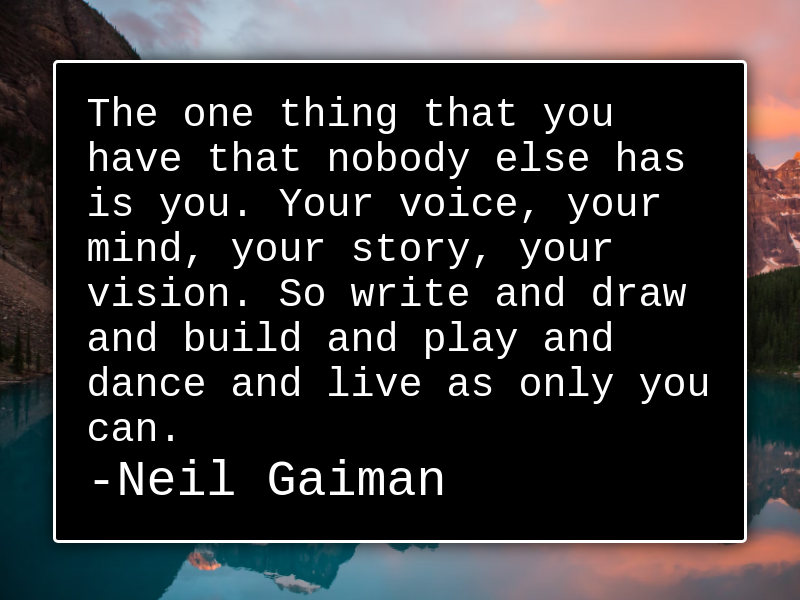 The one thing that you
have that nobody else has
is you. Your voice, your
mind, your story, your
vision. So write and draw
and build and play and
dance and live as only you
can.
-Neil Gaiman